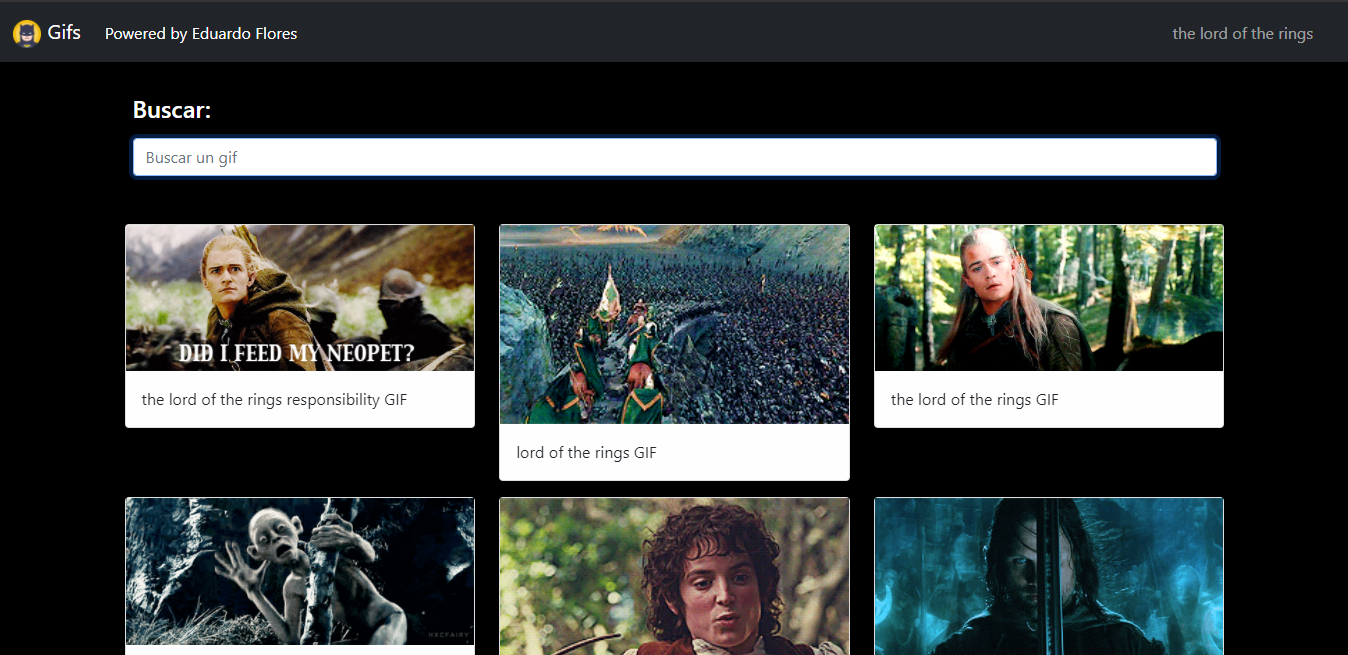 Gifs Powered by Eduardo Flores the lord of the rings
Buscar:
Buscar un gif
DID I FEED MY NEOPET?
the lord of the rings responsibility GIF
lord of the rings GIF
the lord of the rings GIF
HXCFAIRY